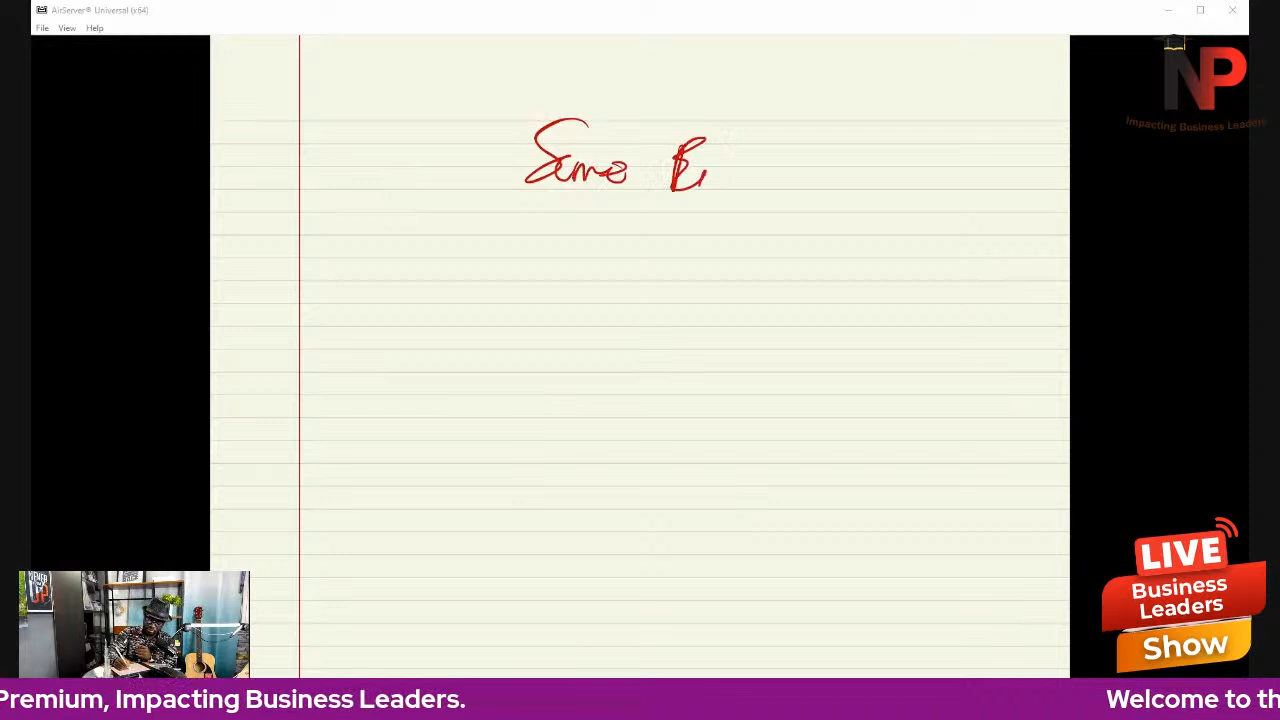 AirServer® Universal (x64)
File View Help
NP
Impacting Business Leaders
Same
LIVE
Business
Leaders
Show
Premium, Impacting Business Leaders.
Welcome to th